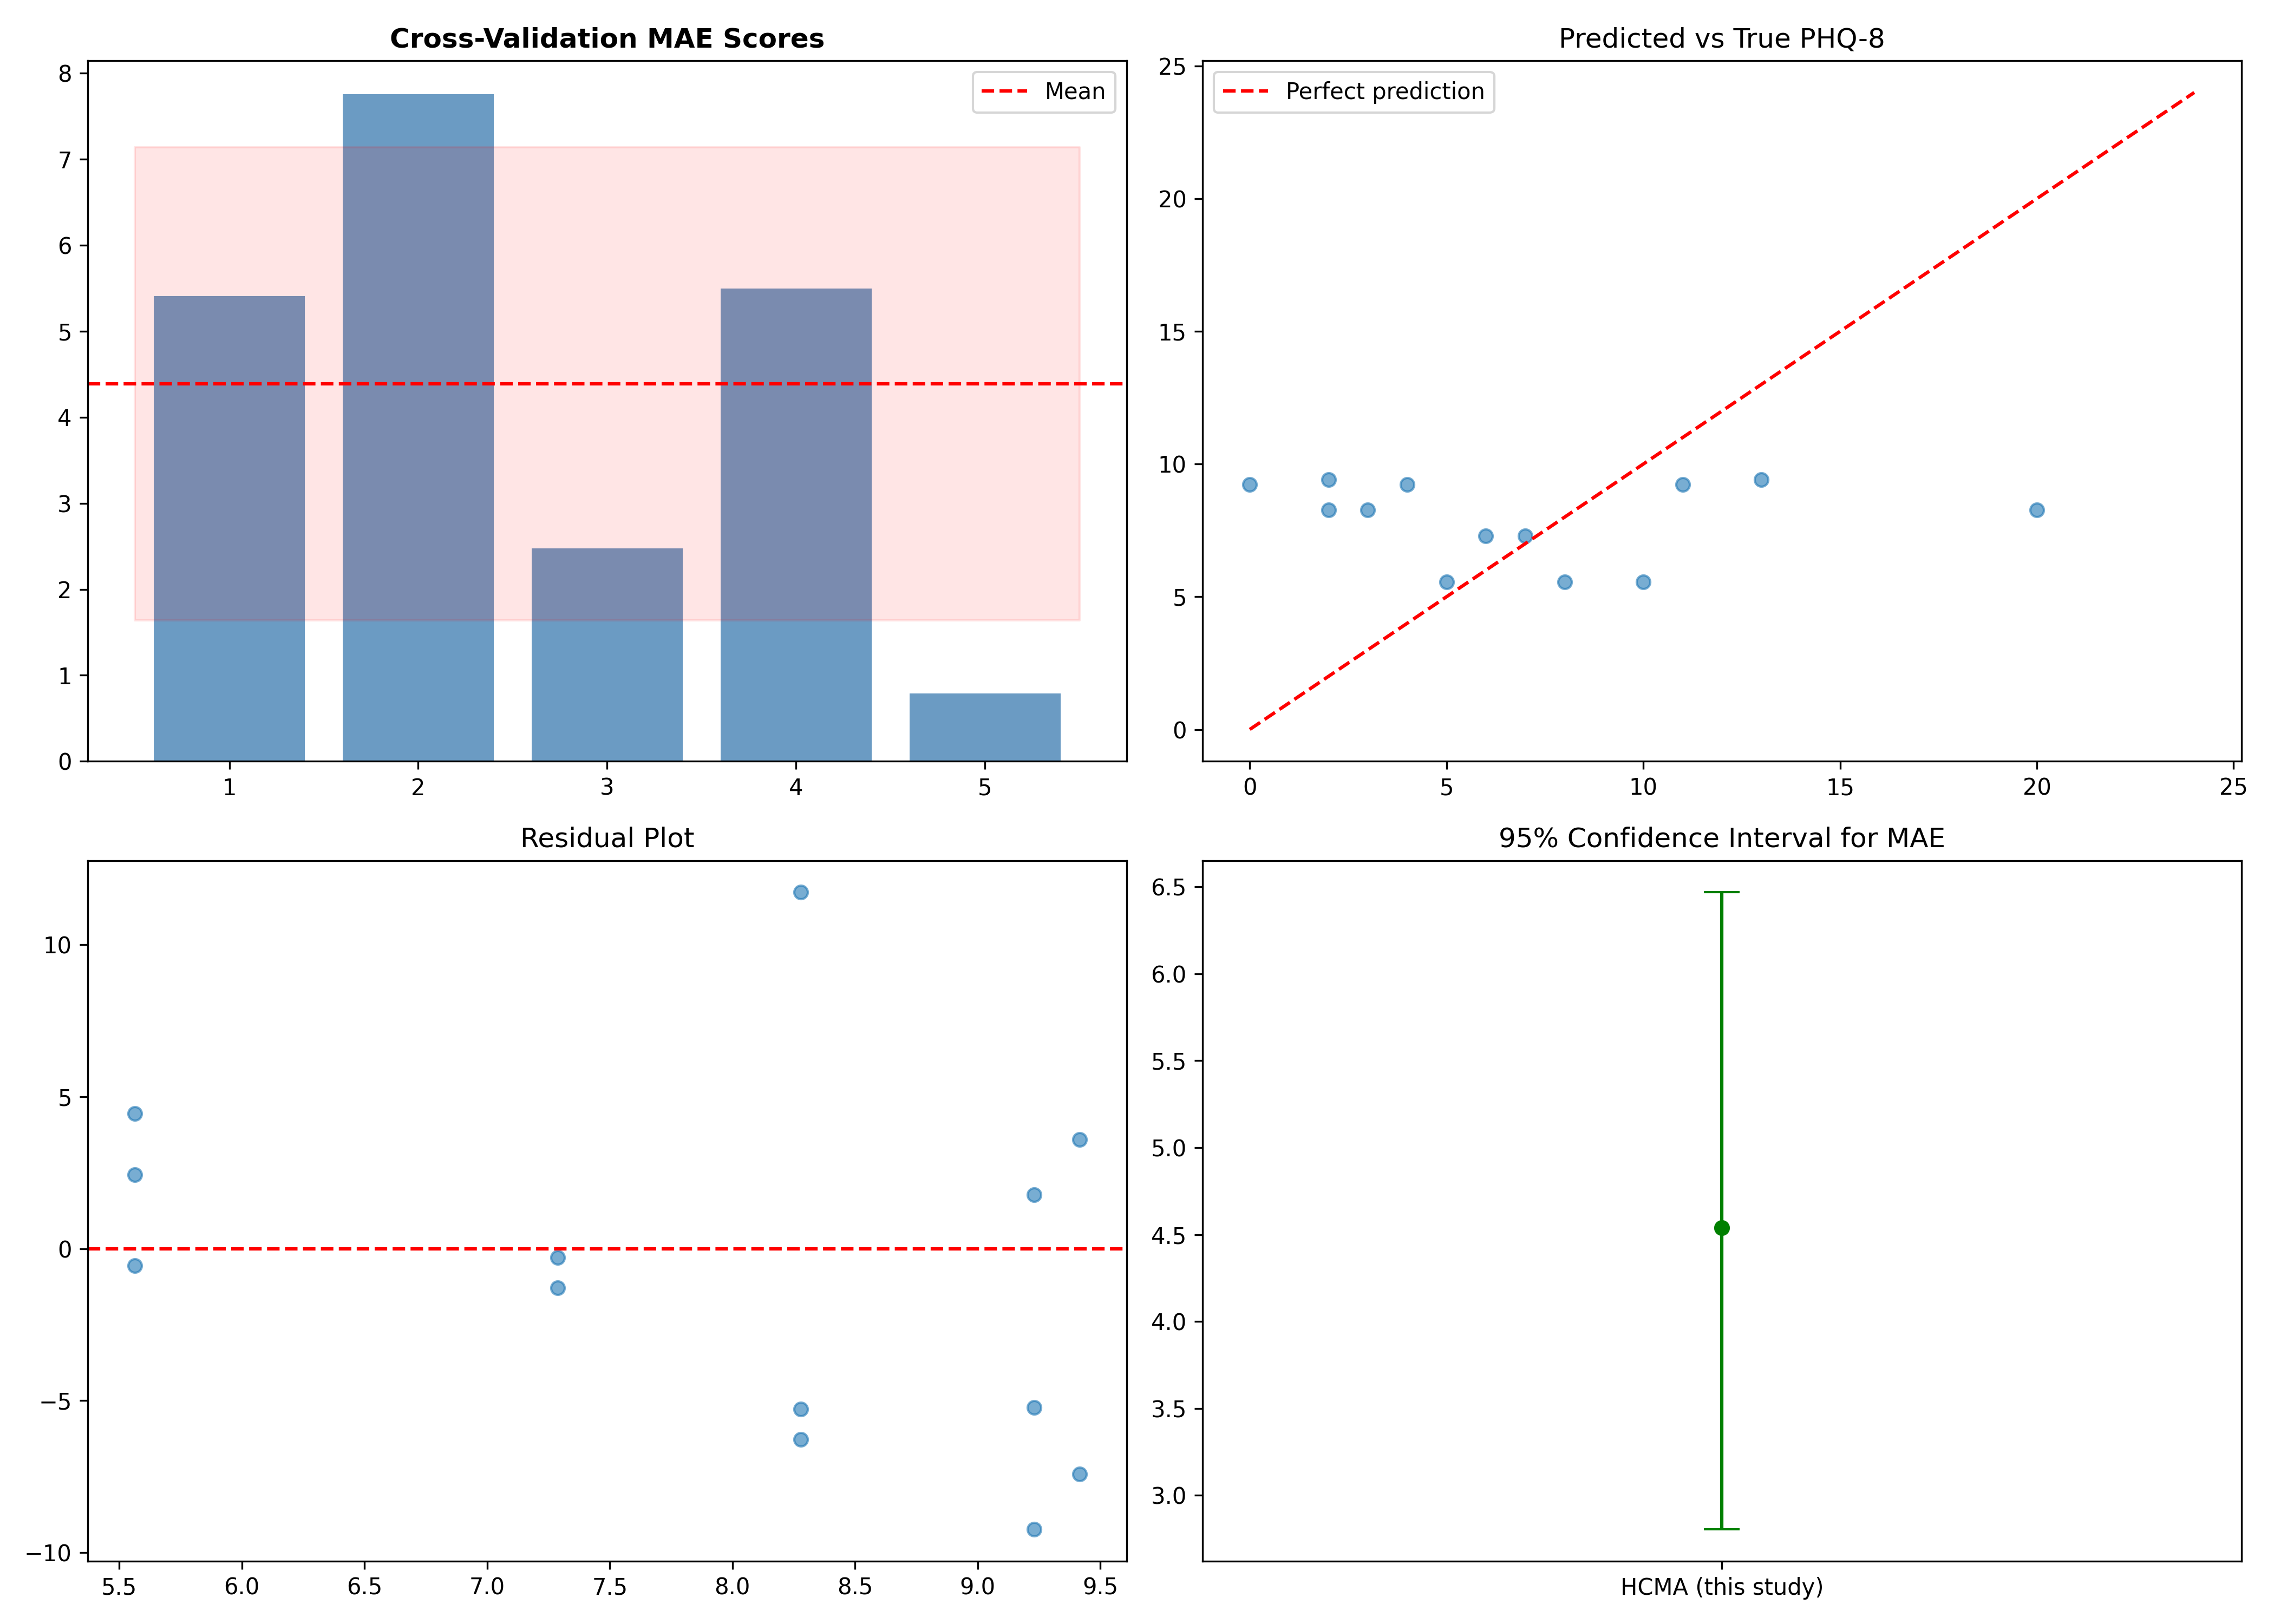 Cross-Validation MAE Scores
8
7
6
5
4
3
2
1
0
Mean
1 2 3 4 5
Predicted vs True PHQ-8
25
20
15
10
5
0
Perfect prediction
0 5 10 15 20 25
Residual Plot
10
5
0
−5
−10
5.5 6.0 6.5 7.0 7.5 8.0 8.5 9.0 9.5
95% Confidence Interval for MAE
6.5
6.0
5.5
5.0
4.5
4.0
3.5
3.0
HCMA (this study)